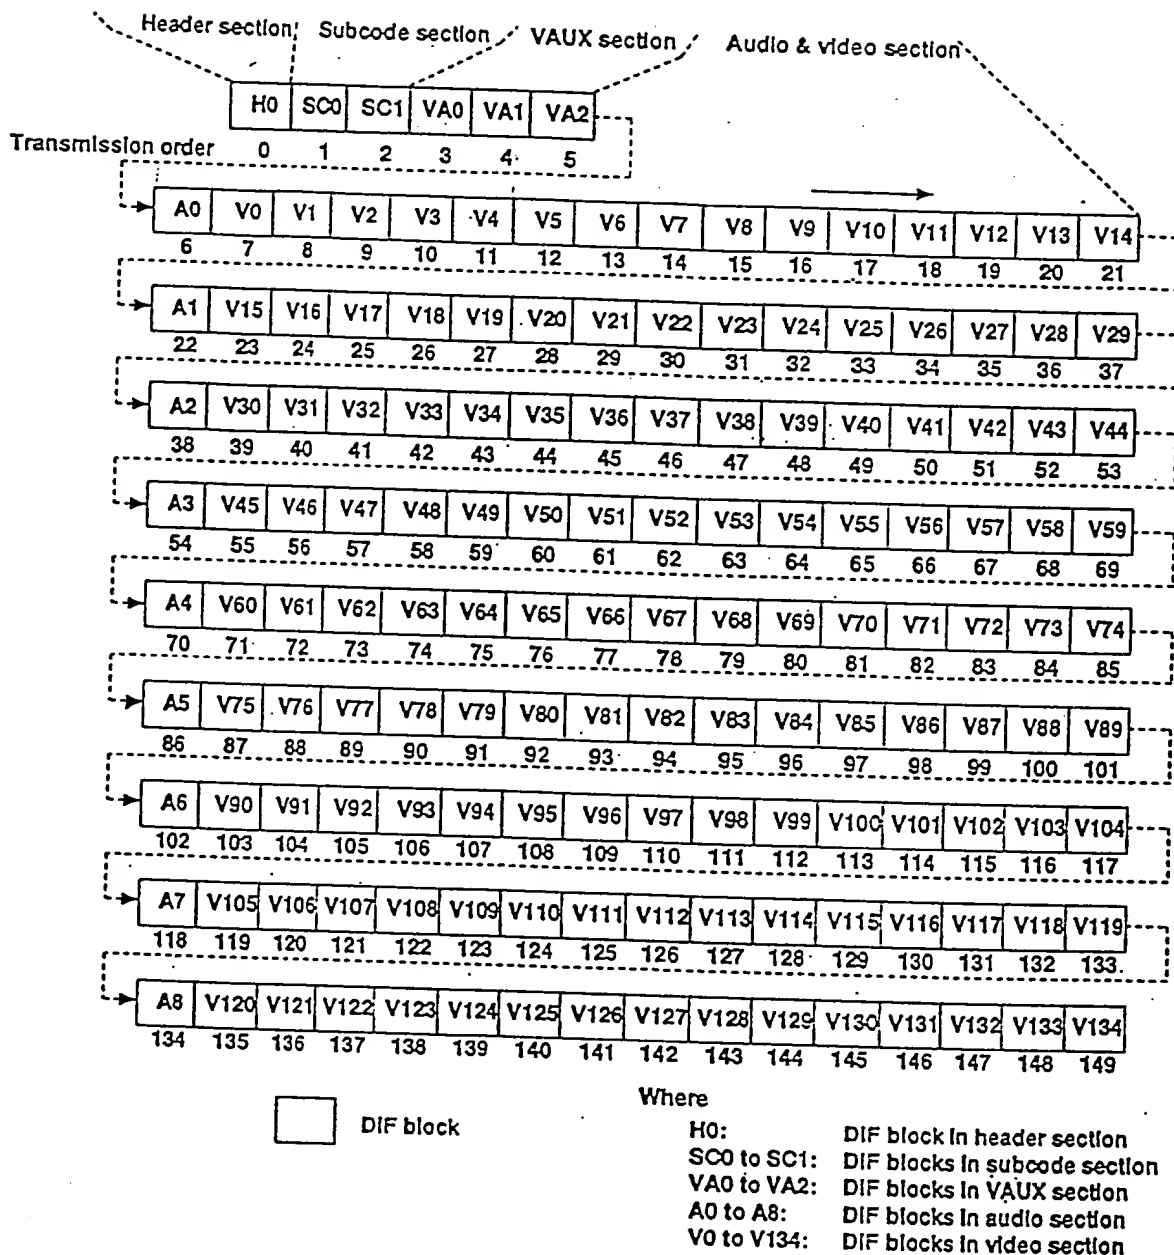 Header section Subcode section VAUX section Audio & video section
H0 SC0 SC1 VA0 VA1 VA2
Transmission order 0 1 2 3 4 5
A0 V0 V1 V2 V3 V4 V5 V6 V7 V8 V9 V10 V11 V12 V13 V14
6 7 8 9 10 11 12 13 14 15 16 17 18 19 20 21
A1 V15 V16 V17 V18 V19 V20 V21 V22 V23 V24 V25 V26 V27 V28 V29
22 23 24 25 26 27 28 29 30 31 32 33 34 35 36 37
A2 V30 V31 V32 V33 V34 V35 V36 V37 V38 V39 V40 V41 V42 V43 V44
38 39 40 41 42 43 44 45 46 47 48 49 50 51 52 53
A3 V45 V46 V47 V48 V49 V50 V51 V52 V53 V54 V55 V56 V57 V58 V59
54 55 56 57 58 59 60 61 62 63 64 65 66 67 68 69
A4 V60 V61 V62 V63 V64 V65 V66 V67 V68 V69 V70 V71 V72 V73 V74
70 71 72 73 74 75 76 77 78 79 80 81 82 83 84 85
A5 V75 V76 V77 V78 V79 V80 V81 V82 V83 V84 V85 V86 V87 V88 V89
86 87 88 89 90 91 92 93 94 95 96 97 98 99 100 101
A6 V90 V91 V92 V93 V94 V95 V96 V97 V98 V99 V100 V101 V102 V103 V104
102 103 104 105 106 107 108 109 110 111 112 113 114 115 116 117
A7 V105 V106 V107 V108 V109 V110 V111 V112 V113 V114 V115 V116 V117 V118 V119
118 119 120 121 122 123 124 125 126 127 128 129 130 131 132 133
A8 V120 V121 V122 V123 V124 V125 V126 V127 V128 V129 V130 V131 V132 V133 V134
134 135 136 137 138 139 140 141 142 143 144 145 146 147 148 149
DIF block
Where
H0: DIF block in header section
SC0 to SC1: DIF blocks in subcode section
VA0 to VA2: DIF blocks in VAUX section
A0 to A8: DIF blocks in audio section
V0 to V134: DIF blocks in video section